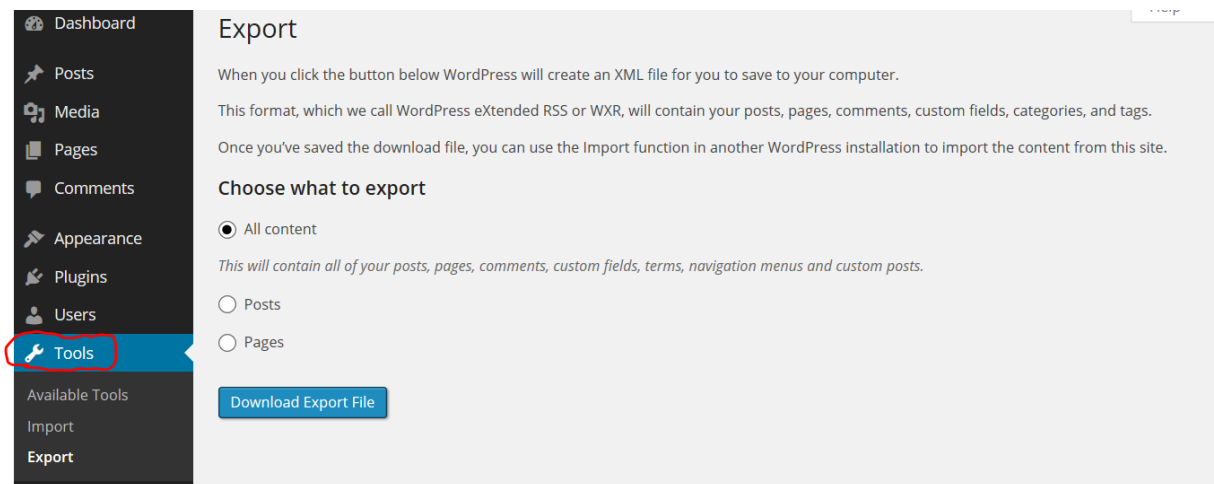 Dashboard
Posts
Media
Pages
Comments
Appearance
Plugins
Users
Tools
Available Tools
Import
Export
Help
Export
When you click the button below WordPress will create an XML file for you to save to your computer.
This format, which we call WordPress eXtended RSS or WXR, will contain your posts, pages, comments, custom fields, categories, and tags.
Once you’ve saved the download file, you can use the Import function in another WordPress installation to import the content from this site.
Choose what to export
All content
This will contain all of your posts, pages, comments, custom fields, terms, navigation menus and custom posts.
Posts
Pages
Download Export File